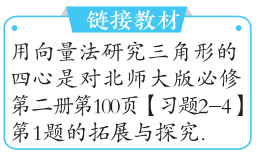 链接教材
用向量法研究三角形的
四心是对北师大版必修
第二册第100页【习题2-4】
第1题的拓展与探究.